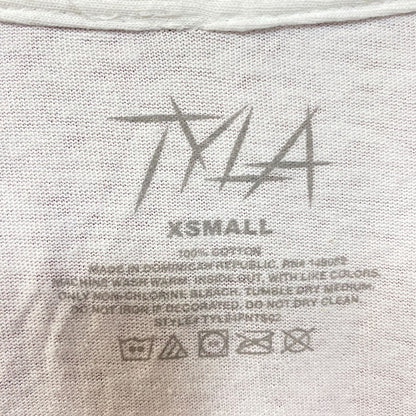 TYLA
XSMALL
100% COTTON
MADE IN DOMINICAN REPUBLIC. RN#
MACHINE WASH WARM. INSIDE OUT, WITH LIKE COLORS.
ONLY NON-CHLORINE BLEACH. TUMBLE DRY MEDIUM.
DO NOT IRON IF DECORATED. DO NOT DRY CLEAN.